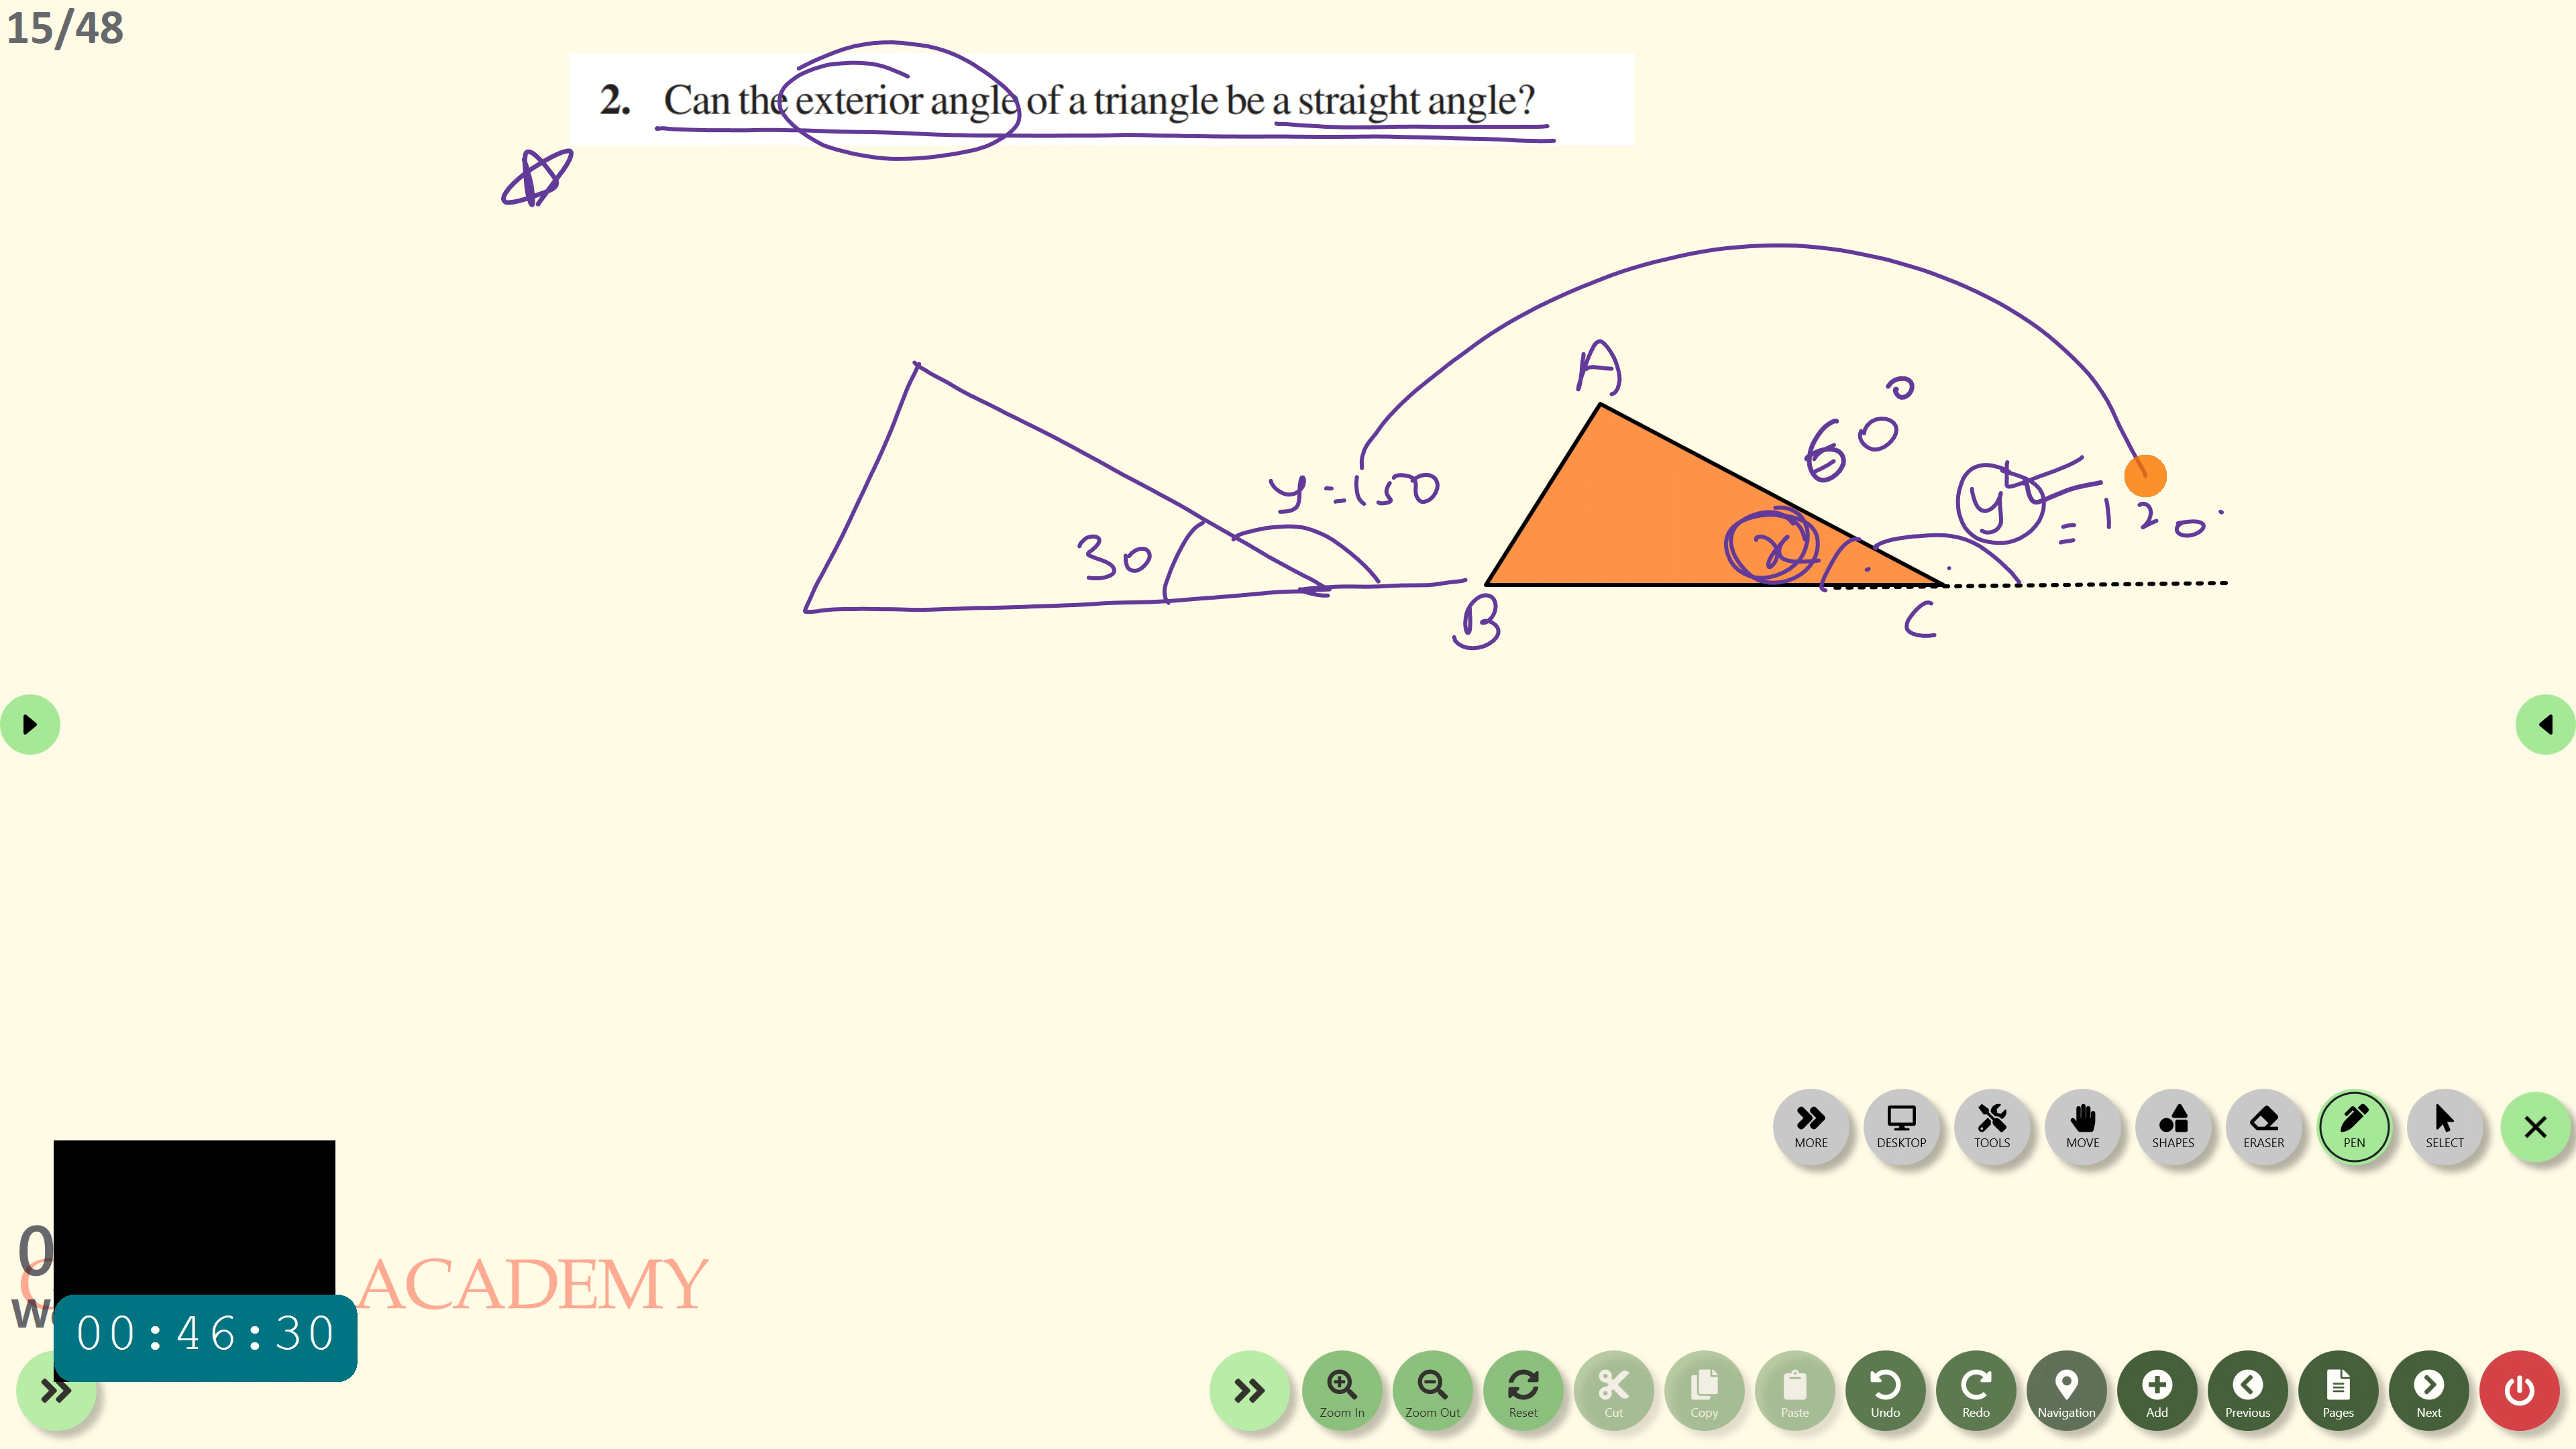 15/48
2. Can the exterior angle of a triangle be a straight angle?
A
60°
y = 150
y = 120°
30
x
B
C
MORE
DESKTOP
TOOLS
MOVE
SHAPES
ERASER
PEN
SELECT
ACADEMY
00:46:30
Zoom In
Zoom Out
Reset
Cut
Copy
Paste
Undo
Redo
Navigation
Add
Previous
Pages
Next